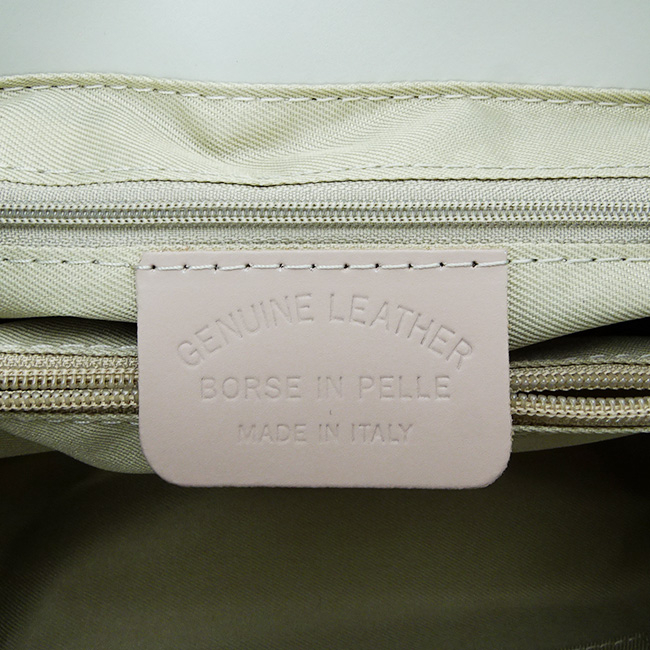 GENUINE LEATHER
BORSE IN PELLE
MADE IN ITALY